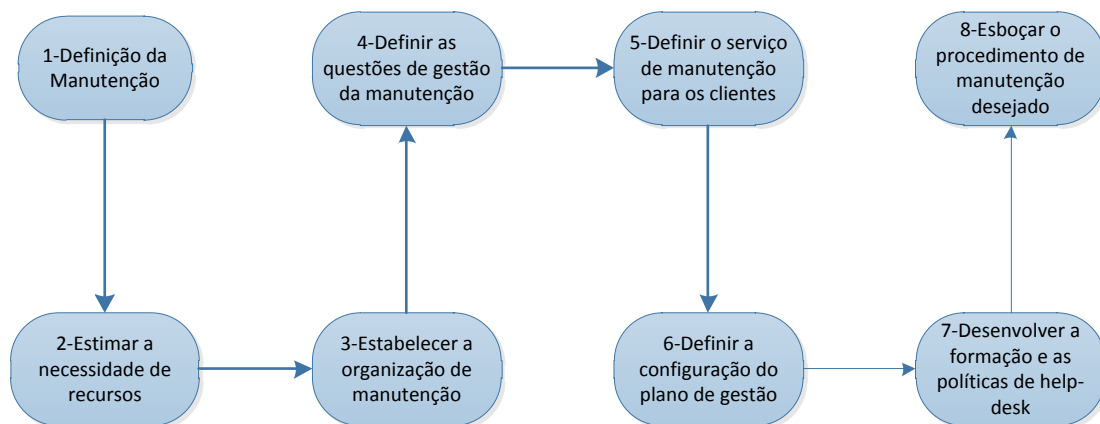 1-Definição da
Manutenção
2-Estimar a
necessidade de
recursos
3-Estabelecer a
organização de
manutenção
4-Definir as
questões de gestão
da manutenção
5-Definir o serviço
de manutenção
para os clientes
6-Definir a
configuração do
plano de gestão
7-Desenvolver a
formação e as
políticas de help-
desk
8-Esboçar o
procedimento de
manutenção
desejado